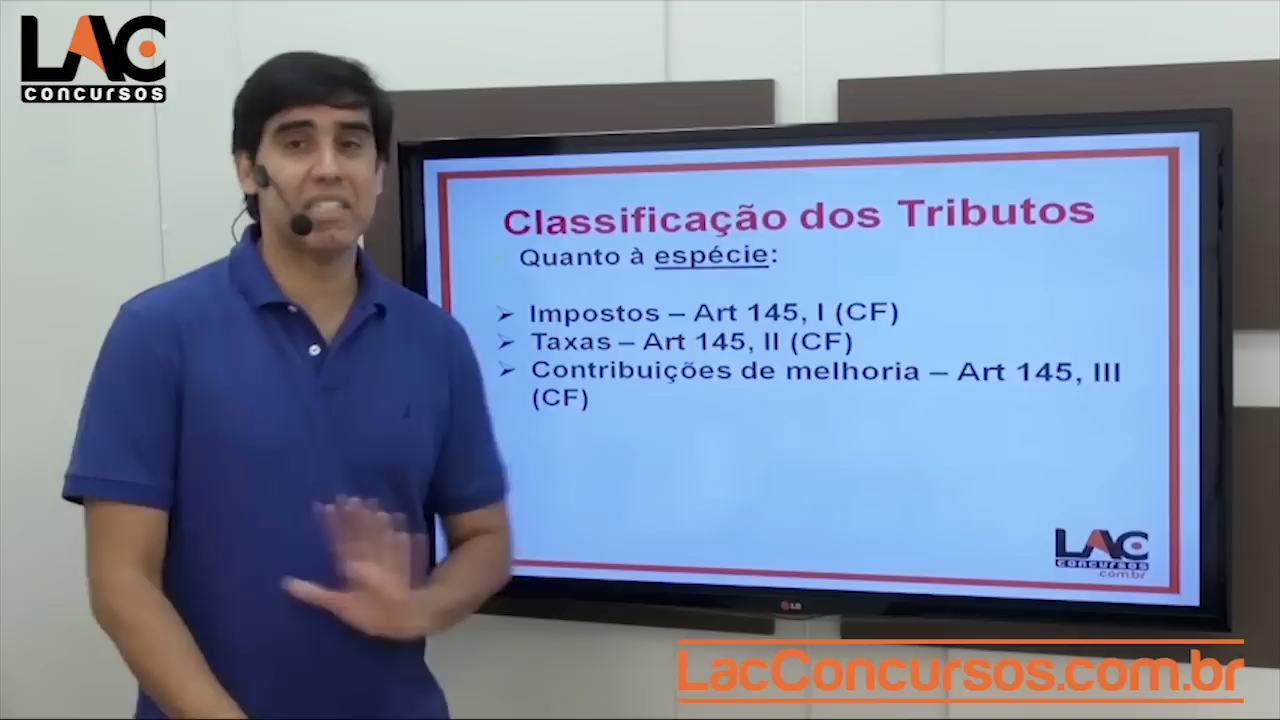 LAC
CONCURSOS
Classificação dos Tributos
Quanto à espécie:
➢ Impostos – Art 145, I (CF)
➢ Taxas – Art 145, II (CF)
➢ Contribuições de melhoria – Art 145, III
(CF)
LAC
CONCURSOS
com.br
LG
LacConcursos.com.br